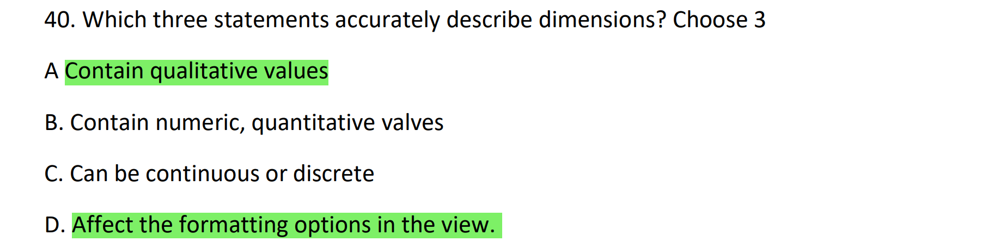 40. Which three statements accurately describe dimensions? Choose 3
A Contain qualitative values
B. Contain numeric, quantitative valves
C. Can be continuous or discrete
D. Affect the formatting options in the view.